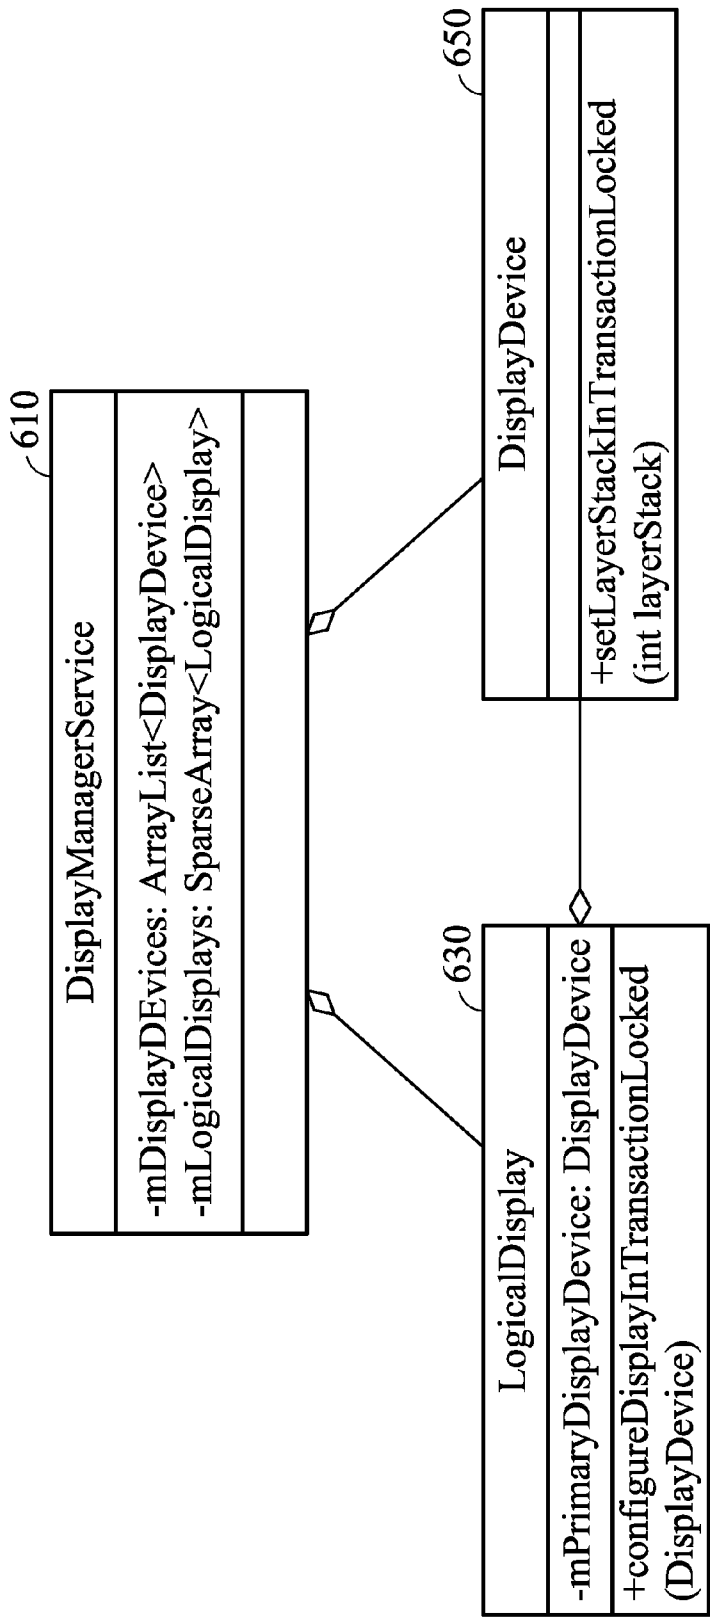 610
DisplayManagerService
-mDisplayDEvices: ArrayList<DisplayDevice>
-mLogicalDisplays: SparseArray<LogicalDisplay>
630
LogicalDisplay
-mPrimaryDisplayDevice: DisplayDevice
+configureDisplayInTransactionLocked
(DisplayDevice)
650
DisplayDevice
+setLayerStackInTransactionLocked
(int layerStack)